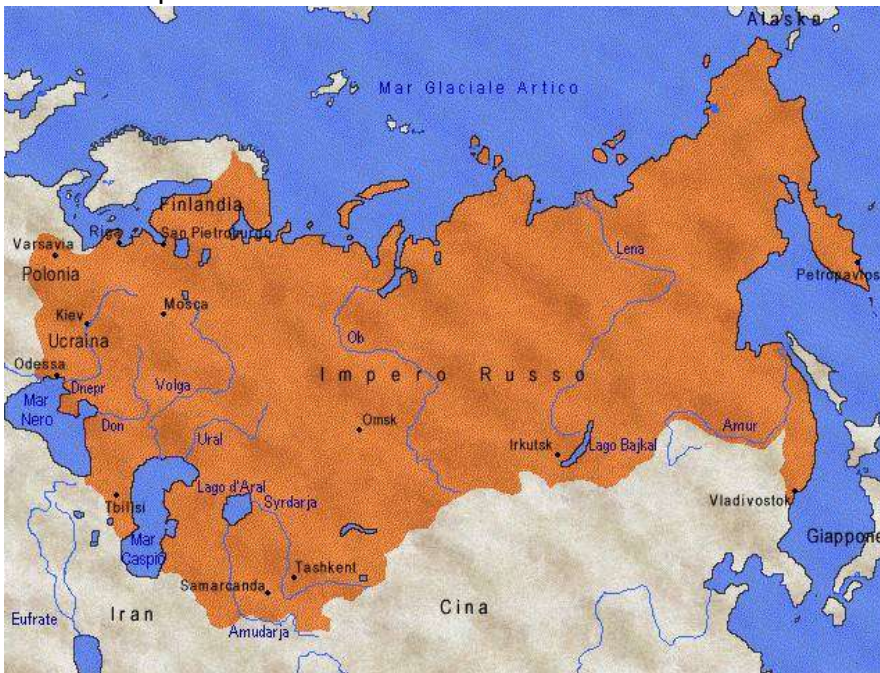 Alaska
Mar Glaciale Artico
Finlandia
Riga
San Pietroburgo
Varsavia
Polonia
Lena
Petropavlos
Mosca
Kiev
Ucraina
Ob
Odessa
Impero Russo
Dnepr
Volga
Mar
Nero
Don
Omsk
Ural
Irkutsk
Lago Bajkal
Amur
Lago d'Aral
Tbilisi
Syrdarja
Vladivostok
Mar
Caspio
Giappone
Tashkent
Samarcanda
Iran
Cina
Eufrate
Amudarja